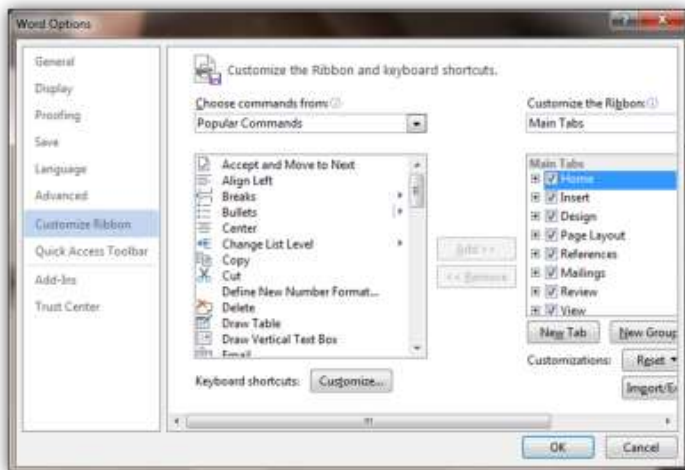 Word Options
General
Display
Proofing
Save
Language
Advanced
Customize Ribbon
Quick Access Toolbar
Add-Ins
Trust Center
Customize the Ribbon and keyboard shortcuts.
Choose commands from:
Popular Commands
Accept and Move to Next
Align Left
Breaks
Bullets
Center
Change List Level
Copy
Cut
Define New Number Format...
Delete
Draw Table
Draw Vertical Text Box
Email
Keyboard shortcuts: Customize...
Add >>
<< Remove
Customize the Ribbon:
Main Tabs
Main Tabs
Home
Insert
Design
Page Layout
References
Mailings
Review
View
New Tab New Group
Customizations: Reset
Import/Ex
OK Cancel